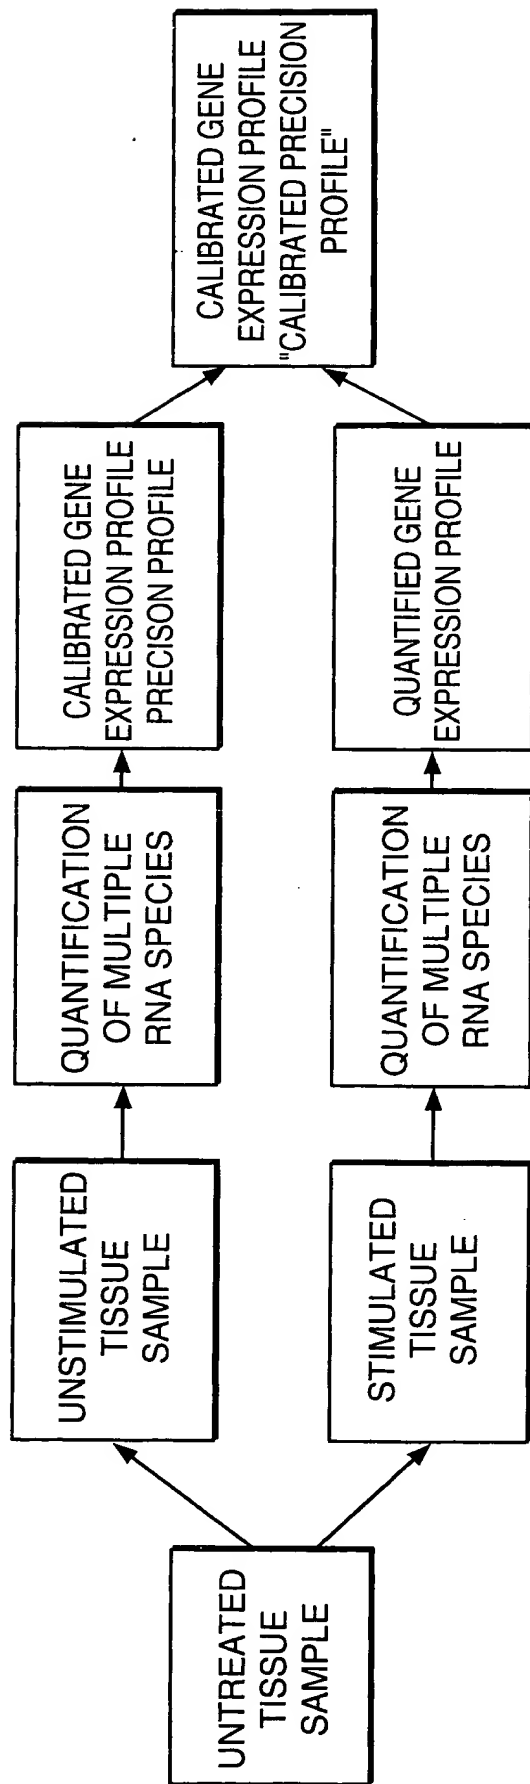 UNTREATED
TISSUE
SAMPLE
UNSTIMULATED
TISSUE
SAMPLE
QUANTIFICATION
OF MULTIPLE
RNA SPECIES
CALIBRATED GENE
EXPRESSION PROFILE
PRECISON PROFILE
STIMULATED
TISSUE
SAMPLE
QUANTIFICATION
OF MULTIPLE
RNA SPECIES
QUANTIFIED GENE
EXPRESSION PROFILE
CALIBRATED GENE
EXPRESSION PROFILE
"CALIBRATED PRECISION
PROFILE"